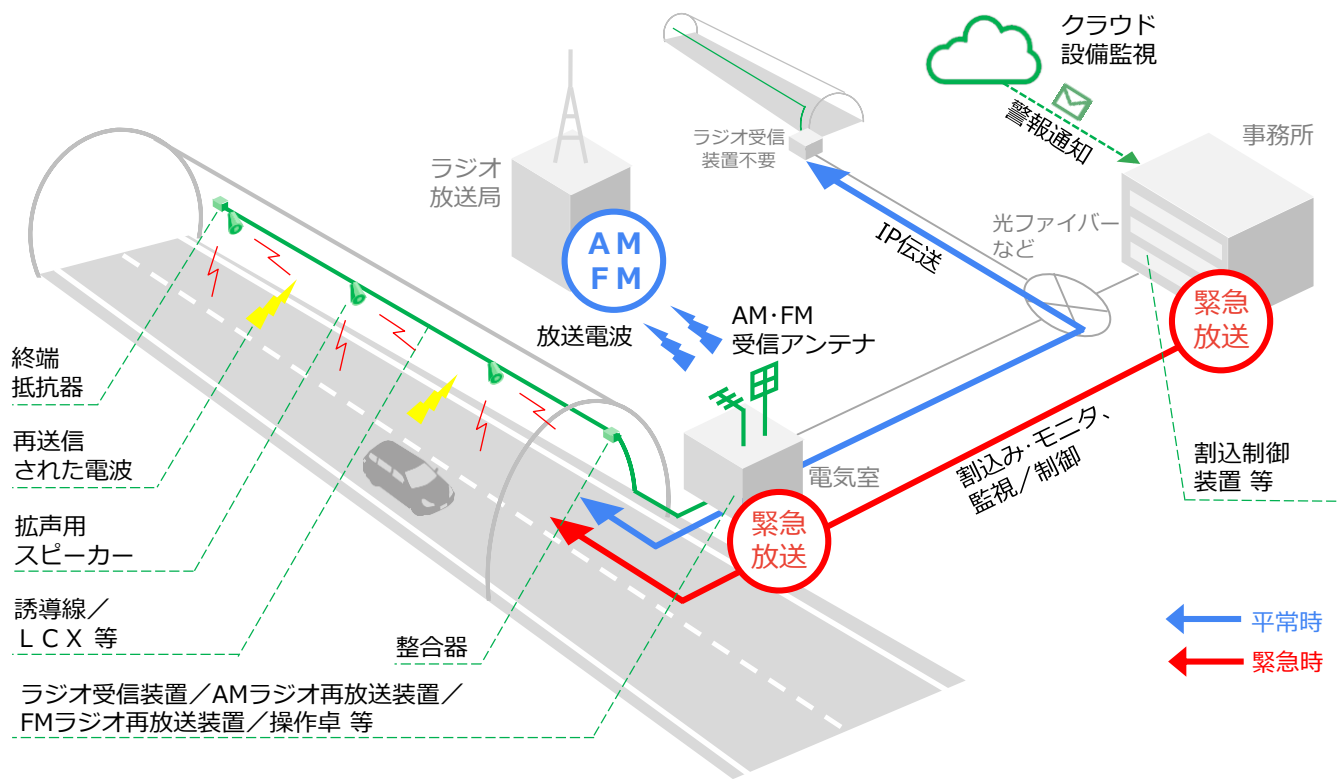 クラウド
設備監視
警報通知
事務所
ラジオ受信
装置不要
ラジオ
放送局
光ファイバー
など
IP伝送
AM
FM
緊急
放送
放送電波
AM･FM
受信アンテナ
終端
抵抗器
再送信
された電波
電気室
割込み･モニタ、
監視／制御
割込制御
装置 等
緊急
放送
拡声用
スピーカー
誘導線／
ＬＣＸ 等
整合器
平常時
緊急時
ラジオ受信装置／AMラジオ再放送装置／
FMラジオ再放送装置／操作卓 等